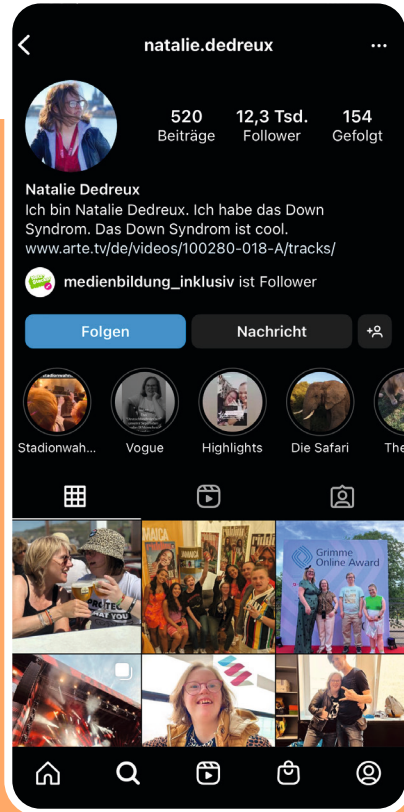 natalie.dedreux
520 12,3 Tsd. 154
Beiträge Follower Gefolgt
Natalie Dedreux
Ich bin Natalie Dedreux. Ich habe das Down
Syndrom. Das Down Syndrom ist cool.
www.arte.tv/de/videos/100280-018-A/tracks/
medienbildung_inklusiv ist Follower
Folgen Nachricht
Stadionwah... Vogue Highlights Die Safari The
JAMAICA
Grimme
Online Award